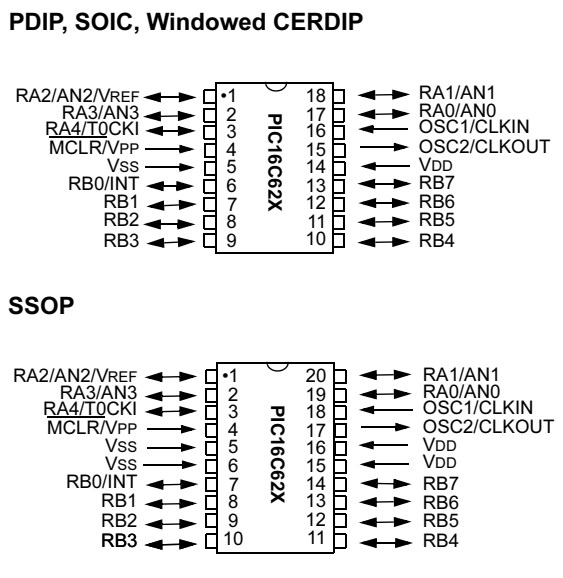 PDIP, SOIC, Windowed CERDIP
RA2/AN2/VREF •1 18 RA1/AN1
RA3/AN3 2 17 RA0/AN0
RA4/T0CKI 3 16 OSC1/CLKIN
MCLR/VPP 4 15 OSC2/CLKOUT
VSS 5 14 VDD
RB0/INT 6 13 RB7
RB1 7 12 RB6
RB2 8 11 RB5
RB3 9 10 RB4
PIC16C62X
SSOP
RA2/AN2/VREF •1 20 RA1/AN1
RA3/AN3 2 19 RA0/AN0
RA4/T0CKI 3 18 OSC1/CLKIN
MCLR/VPP 4 17 OSC2/CLKOUT
VSS 5 16 VDD
VSS 6 15 VDD
RB0/INT 7 14 RB7
RB1 8 13 RB6
RB2 9 12 RB5
RB3 10 11 RB4
PIC16C62X